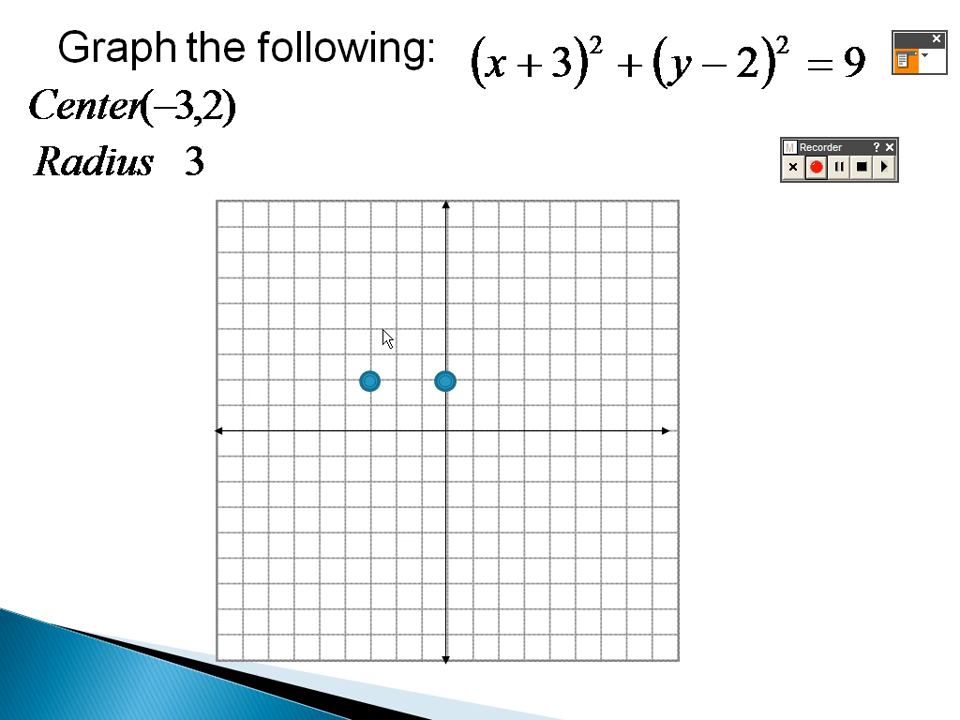 Graph the following: (x + 3)² + (y − 2)² = 9
Center(−3,2)
Radius 3
M Recorder ?